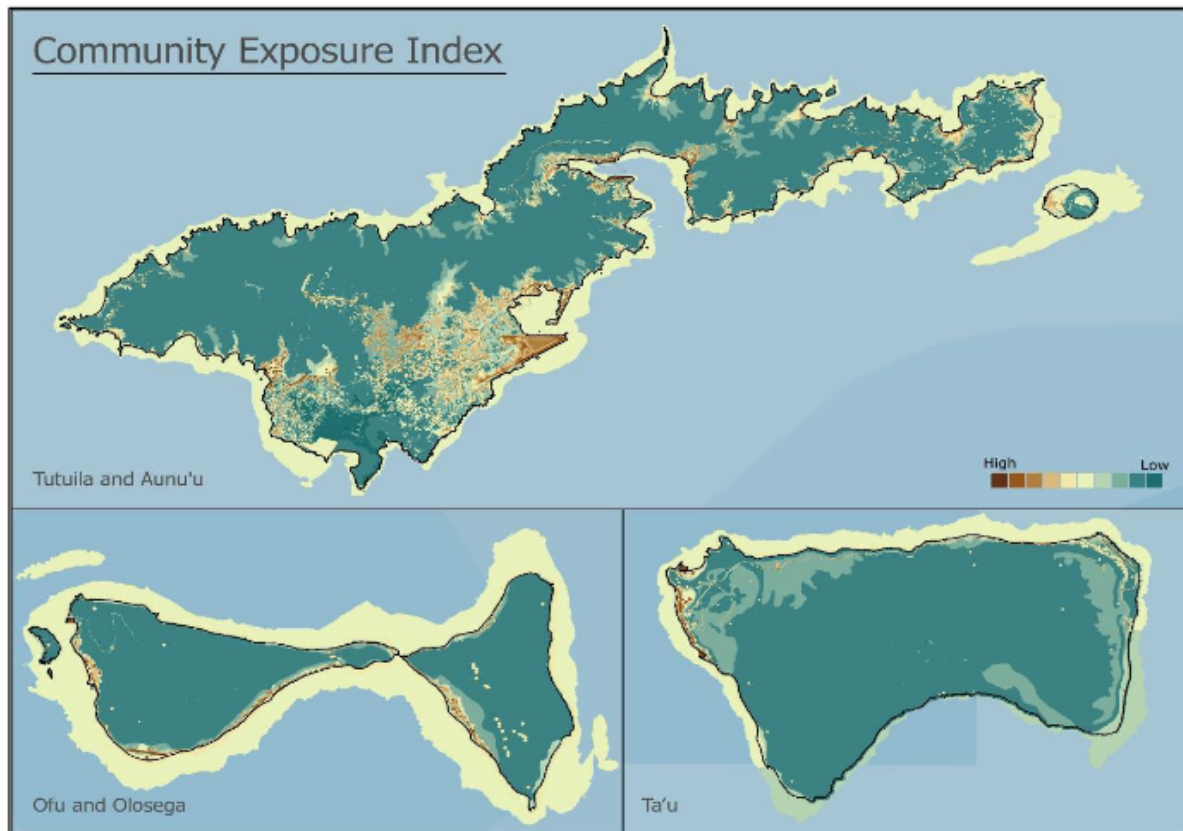 Community Exposure Index
Tutuila and Aunu'u
High Low
Ofu and Olosega
Ta‘u